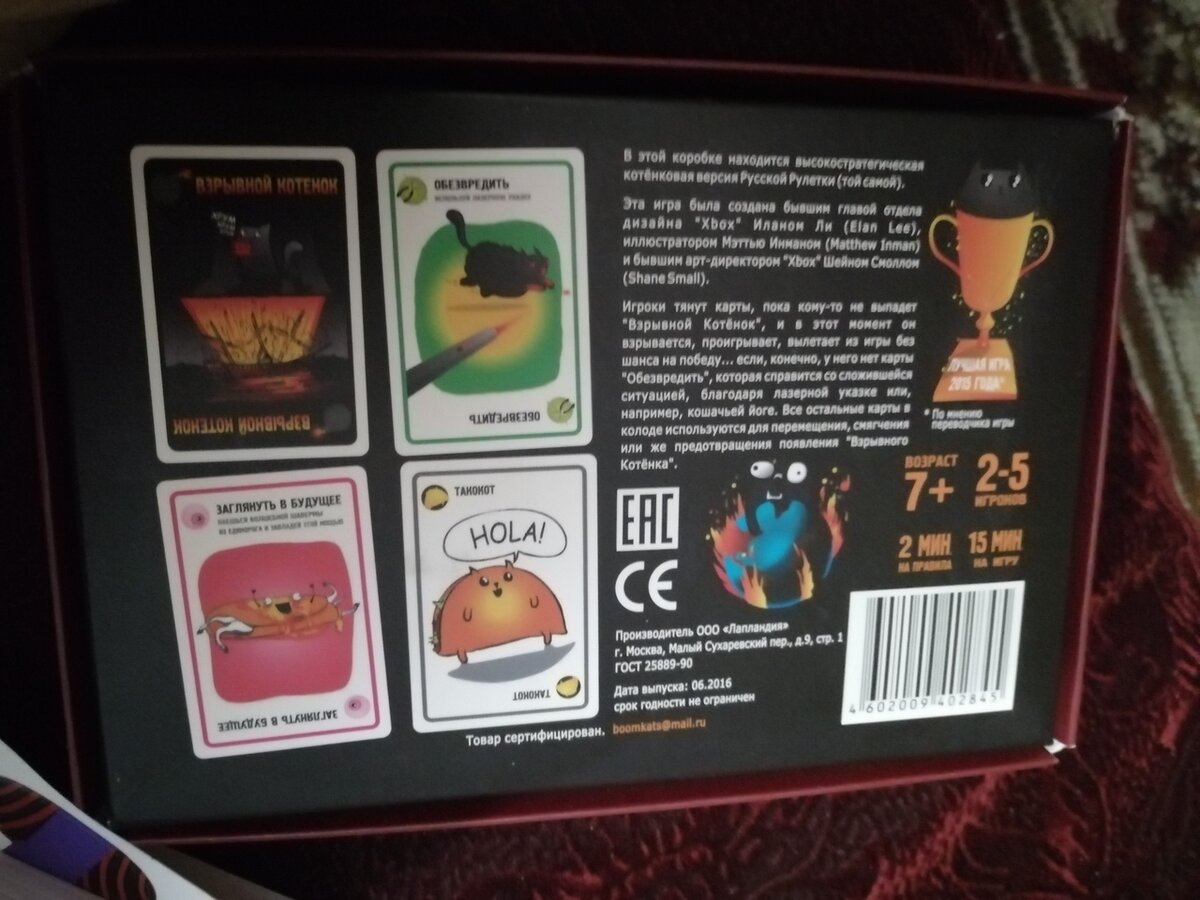 ВЗРЫВНОЙ КОТЕНОК
ВЗРЫВНОЙ КОТЕНОК
ОБЕЗВРЕДИТЬ
ОБЕЗВРЕДИТЬ
ЗАГЛЯНУТЬ В БУДУЩЕЕ
ЗАГЛЯНУТЬ В БУДУЩЕЕ
ТАКОКОТ
HOLA!
ТАКОКОТ
В этой коробке находится высокостратегическая
котёнковая версия Русской Рулетки (той самой).
Эта игра была создана бывшим главой отдела
дизайна "Xbox" Иланом Ли (Elan Lee),
иллюстратором Мэттью Инманом (Matthew Inman)
и бывшим арт-директором "Xbox" Шейном Смоллом
(Shane Small).
Игроки тянут карты, пока кому-то не выпадет
"Взрывной Котёнок", и в этот момент он
взрывается, проигрывает, вылетает из игры без
шанса на победу... если, конечно, у него нет карты
"Обезвредить", которая справится со сложившейся
ситуацией, благодаря лазерной указке или,
например, кошачьей йоге. Все остальные карты в
колоде используются для перемещения, смягчения
или же предотвращения появления "Взрывного
Котёнка".
ЛУЧШАЯ ИГРА
2015 ГОДА*
* По мнению
переводчика игры
ВОЗРАСТ
7+
2-5
ИГРОКОВ
2 МИН
НА ПРАВИЛА
15 МИН
НА ИГРУ
EAC
CE
Производитель ООО «Лапландия»
г. Москва, Малый Сухаревский пер., д.9, стр. 1
ГОСТ 25889-90
Дата выпуска: 06.2016
срок годности не ограничен
Товар сертифицирован.
boomkats@mail.ru
4 602009 402845